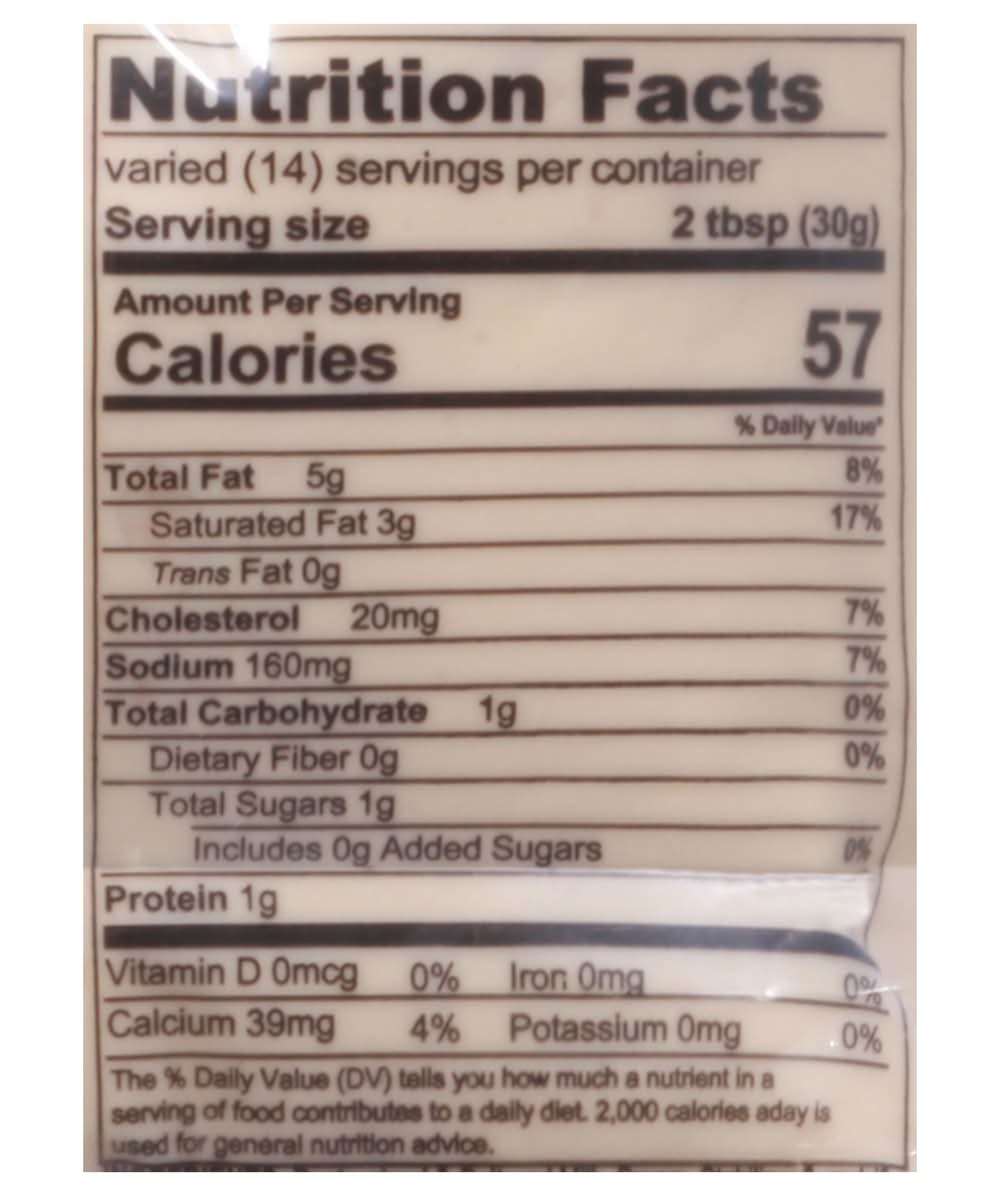 Nutrition Facts
varied (14) servings per container
Serving size 2 tbsp (30g)
Amount Per Serving
Calories 57
% Daily Value*
Total Fat 5g 8%
Saturated Fat 3g 17%
Trans Fat 0g
Cholesterol 20mg 7%
Sodium 160mg 7%
Total Carbohydrate 1g 0%
Dietary Fiber 0g 0%
Total Sugars 1g
Includes 0g Added Sugars 0%
Protein 1g
Vitamin D 0mcg 0% Iron 0mg 0%
Calcium 39mg 4% Potassium 0mg 0%
The % Daily Value (DV) tells you how much a nutrient in a
serving of food contributes to a daily diet. 2,000 calories aday is
used for general nutrition advice.